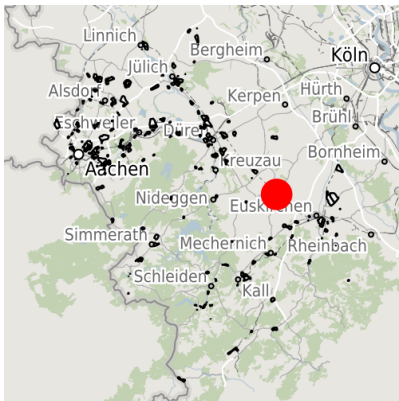 Linnich
Bergheim
Köln
Jülich
Alsdorf
Kerpen
Hürth
Eschweiler
Düre
Brühl
Kreuzau
Bornheim
Aachen
Nideggen
Euskirchen
Simmerath
Mechernich
Rheinbach
Schleiden
Kall